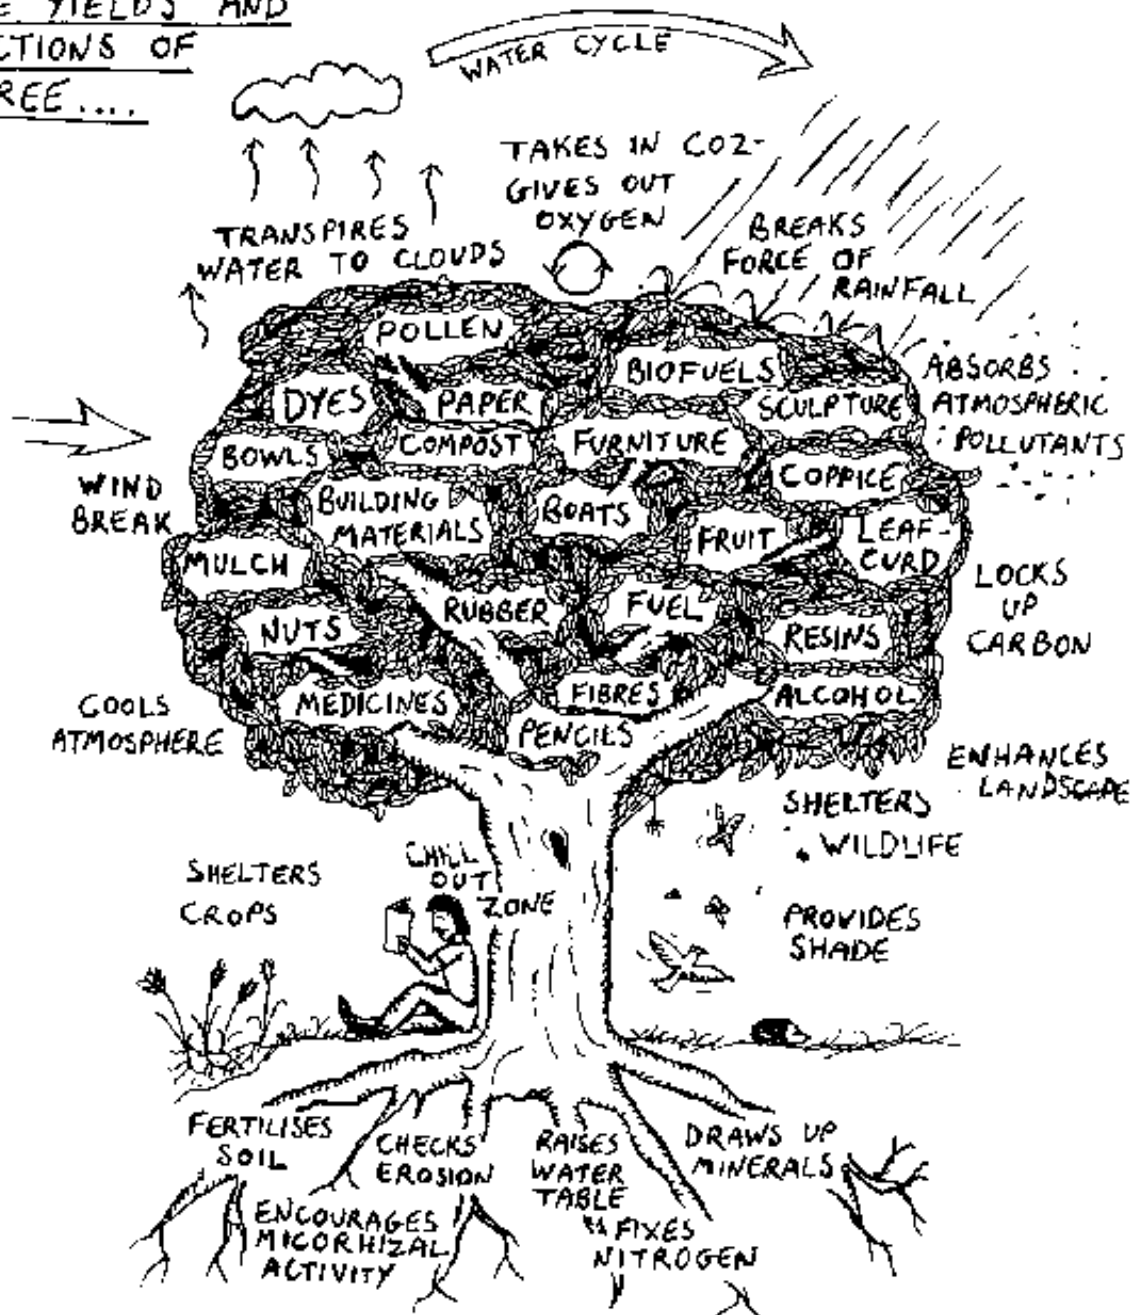 YIELDS AND
OF
....
WATER CYCLE
TAKES IN CO2-
GIVES OUT
OXYGEN
TRANSPIRES
WATER TO CLOUDS
BREAKS
FORCE OF
RAINFALL
POLLEN
BIOFUELS
ABSORBS
ATMOSPHERIC
POLLUTANTS
DYES
PAPER
SCULPTURE
BOWLS
COMPOST
FURNITURE
COPPICE
WIND
BREAK
BUILDING
MATERIALS
BOATS
FRUIT
LEAF-
CURD
MULCH
LOCKS
UP
CARBON
NUTS
RUBBER
FUEL
RESINS
MEDICINES
FIBRES
ALCOHOL
PENCILS
COOLS
ATMOSPHERE
ENHANCES
LANDSCAPE
SHELTERS
WILDLIFE
CHILL
OUT
ZONE
SHELTERS
CROPS
PROVIDES
SHADE
FERTILISES
SOIL
CHECKS
EROSION
RAISES
WATER
TABLE
DRAWS UP
MINERALS
ENCOURAGES
MICORHIZAL
ACTIVITY
FIXES
NITROGEN